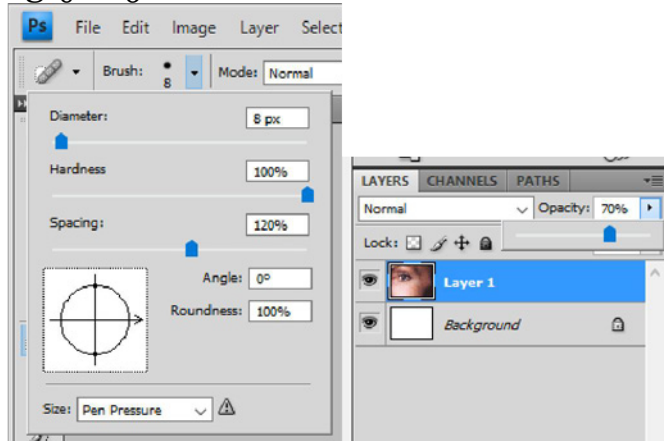 Ps File Edit Image Layer Select
Brush: 8 Mode: Normal
Diameter: 8 px
Hardness 100%
Spacing: 120%
Angle: 0°
Roundness: 100%
Size: Pen Pressure
LAYERS CHANNELS PATHS
Normal Opacity: 70%
Lock:
Layer 1
Background